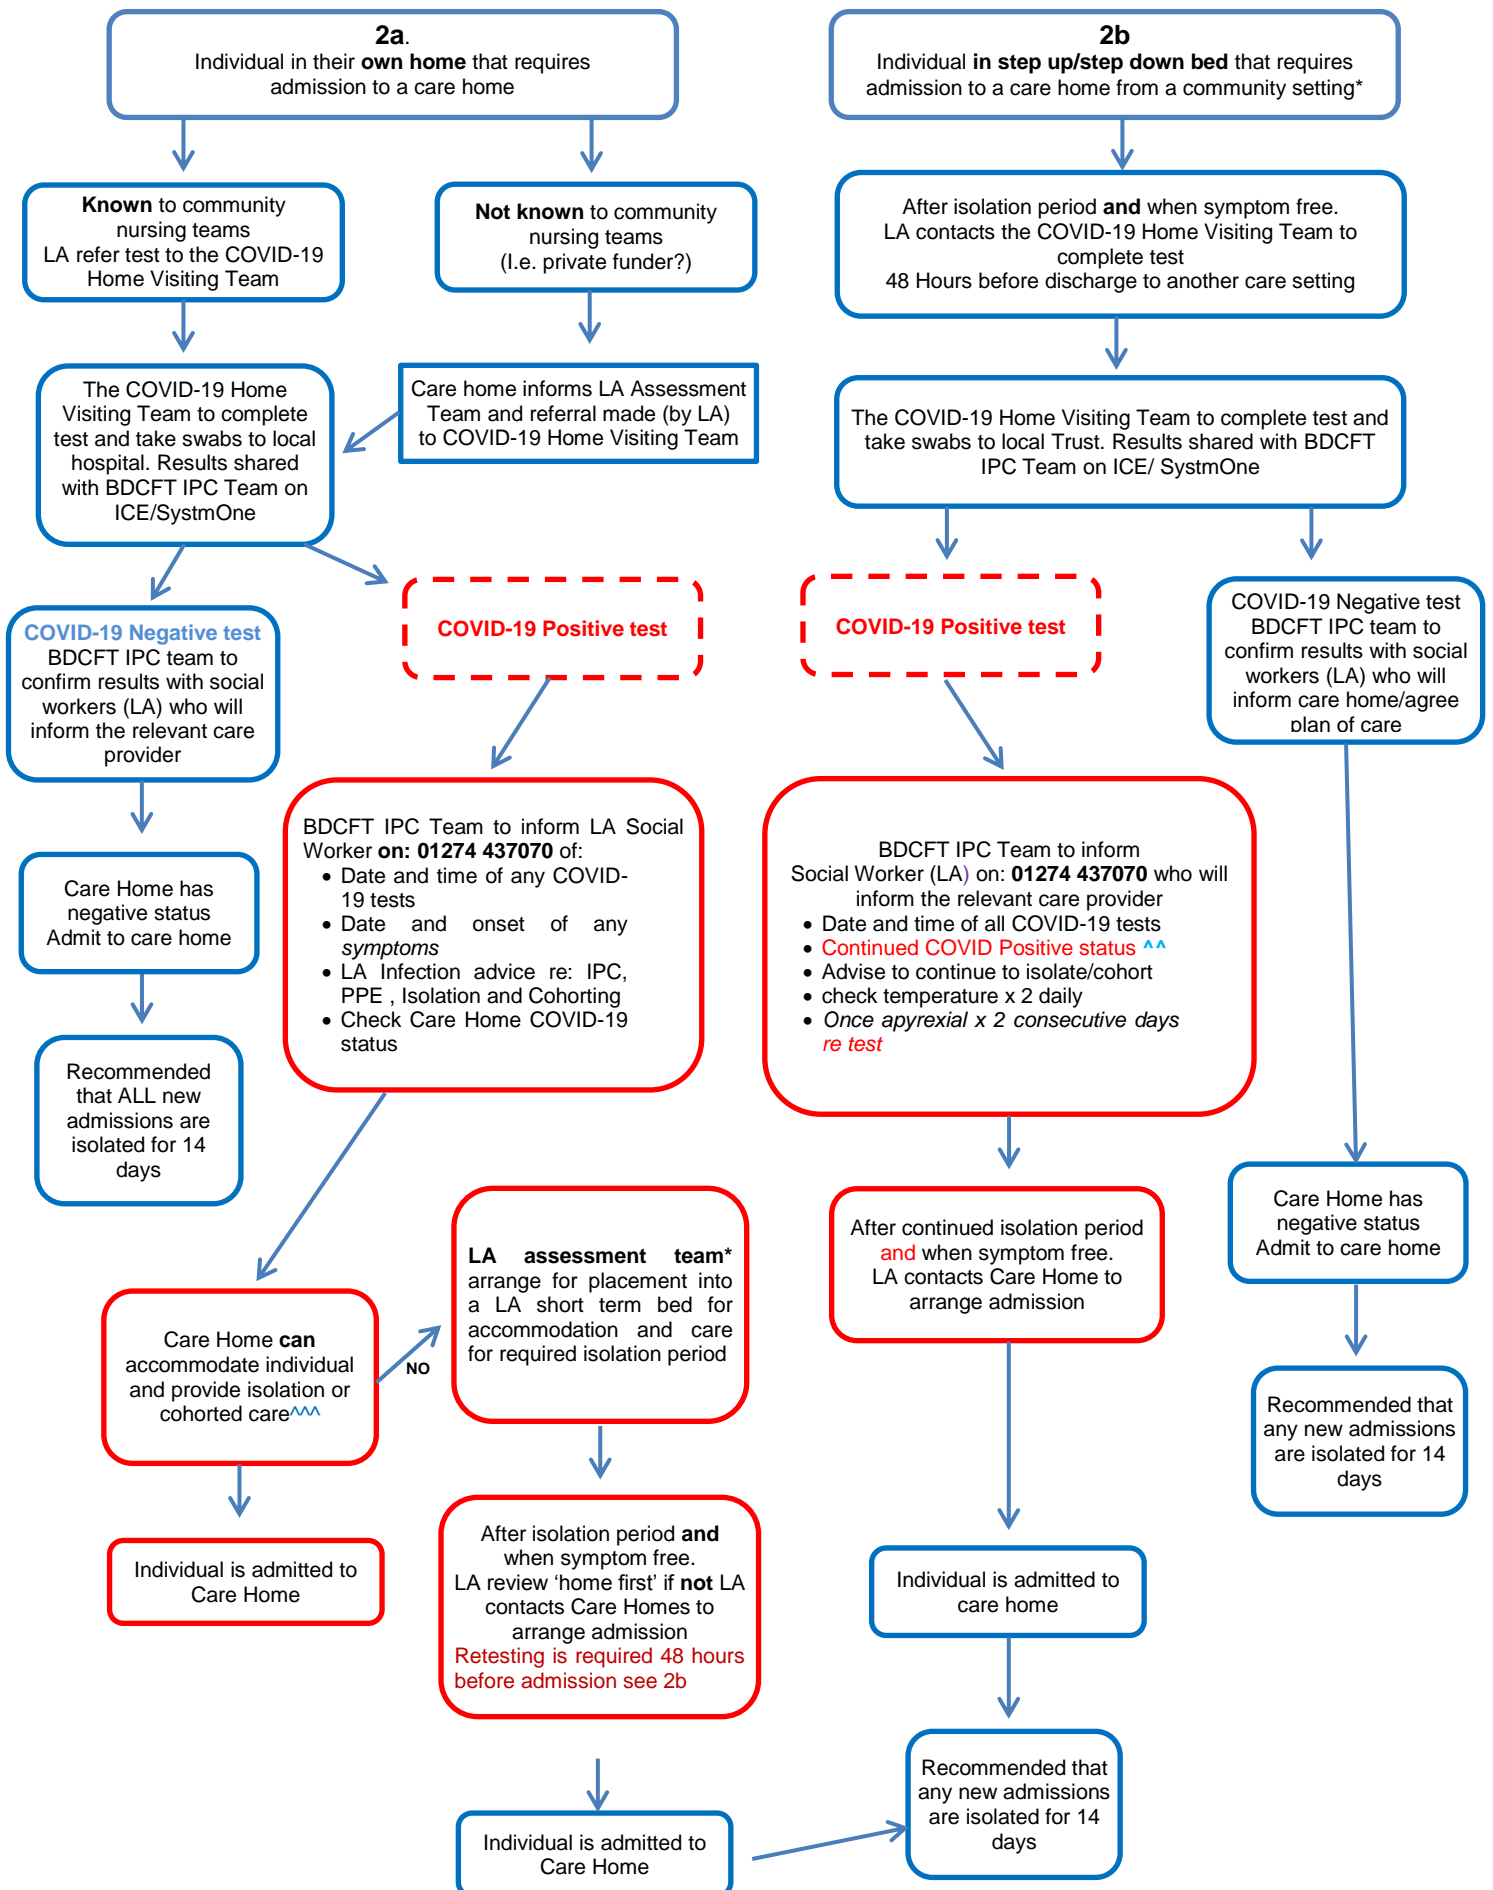 2a.
Individual in their own home that requires
admission to a care home
2b
Individual in step up/step down bed that requires
admission to a care home from a community setting*
Known to community
nursing teams
LA refer test to the COVID-19
Home Visiting Team
Not known to community
nursing teams
(I.e. private funder?)
After isolation period and when symptom free.
LA contacts the COVID-19 Home Visiting Team to
complete test
48 Hours before discharge to another care setting
The COVID-19 Home
Visiting Team to complete
test and take swabs to local
hospital. Results shared
with BDCFT IPC Team on
ICE/SystmOne
Care home informs LA Assessment
Team and referral made (by LA)
to COVID-19 Home Visiting Team
The COVID-19 Home Visiting Team to complete test and
take swabs to local Trust. Results shared with BDCFT
IPC Team on ICE/ SystmOne
COVID-19 Negative test
BDCFT IPC team to
confirm results with social
workers (LA) who will
inform the relevant care
provider
COVID-19 Positive test
COVID-19 Positive test
COVID-19 Negative test
BDCFT IPC team to
confirm results with social
workers (LA) who will
inform care home/agree
plan of care
BDCFT IPC Team to inform LA Social
Worker on: 01274 437070 of:
• Date and time of any COVID-
19 tests
• Date and onset of any
symptoms
• LA Infection advice re: IPC,
PPE , Isolation and Cohorting
• Check Care Home COVID-19
status
BDCFT IPC Team to inform
Social Worker (LA) on: 01274 437070 who will
inform the relevant care provider
• Date and time of all COVID-19 tests
• Continued COVID Positive status ^^
• Advise to continue to isolate/cohort
• check temperature x 2 daily
• Once apyrexial x 2 consecutive days
re test
Care Home has
negative status
Admit to care home
Recommended
that ALL new
admissions are
isolated for 14
days
LA assessment team*
arrange for placement into
a LA short term bed for
accommodation and care
for required isolation period
After continued isolation period
and when symptom free.
LA contacts Care Home to
arrange admission
Care Home has
negative status
Admit to care home
Care Home can
accommodate individual
and provide isolation or
cohorted care^^^
NO
Recommended that
any new admissions
are isolated for 14
days
Individual is admitted to
Care Home
After isolation period and
when symptom free.
LA review ‘home first’ if not LA
contacts Care Homes to
arrange admission
Retesting is required 48 hours
before admission see 2b
Individual is admitted to
care home
Recommended that
any new admissions
are isolated for 14
days
Individual is admitted to
Care Home